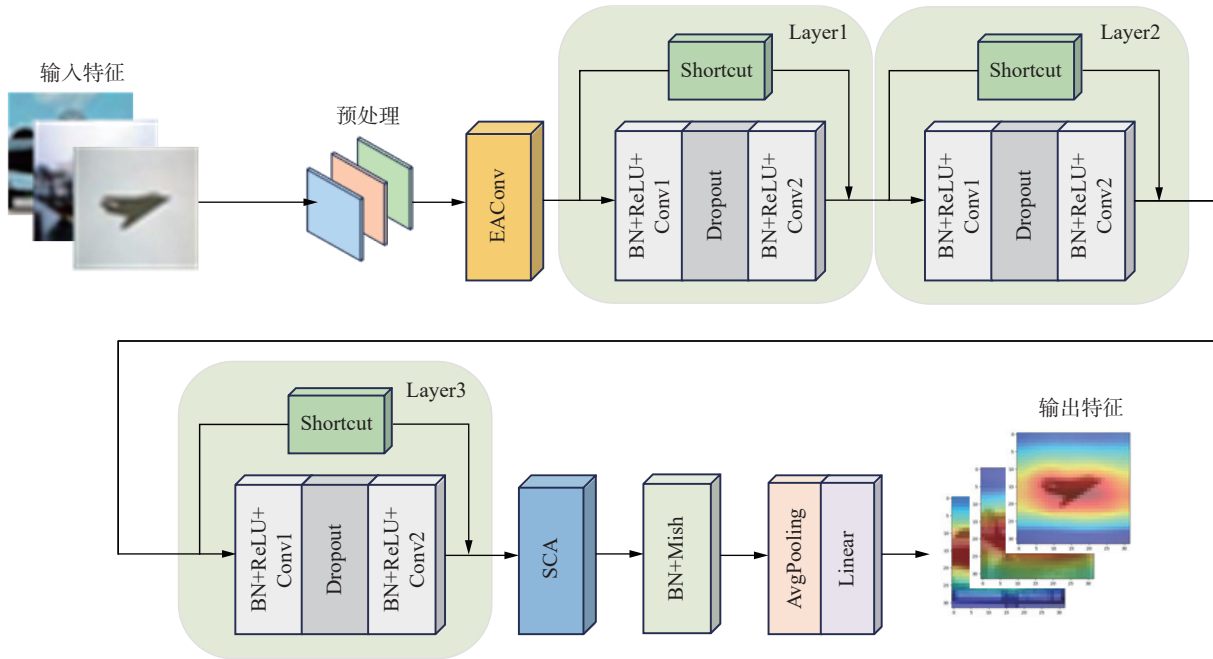 输入特征
预处理
EAConv
Layer1
Shortcut
BN+ReLU+
Conv1
Dropout
BN+ReLU+
Conv2
Layer2
Shortcut
BN+ReLU+
Conv1
Dropout
BN+ReLU+
Conv2
Layer3
Shortcut
BN+ReLU+
Conv1
Dropout
BN+ReLU+
Conv2
SCA
BN+Mish
AvgPooling
Linear
输出特征